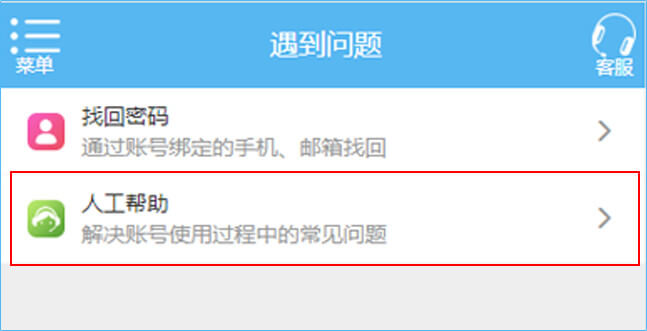 遇到问题
菜单
客服
找回密码
通过账号绑定的手机、邮箱找回
人工帮助
解决账号使用过程中的常见问题